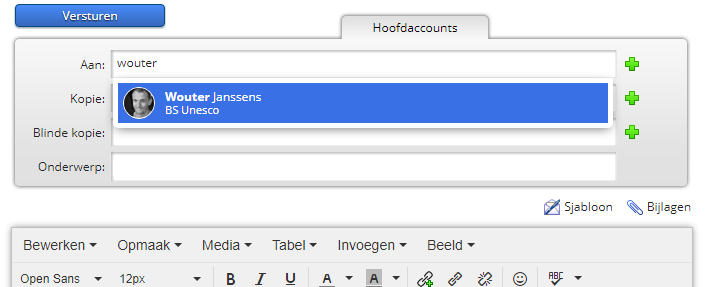 Versturen
Hoofdaccounts
Aan: wouter
Wouter Janssens
BS Unesco
Kopie:
Blinde kopie:
Onderwerp:
Sjabloon Bijlagen
Bewerken Opmaak Media Tabel Invoegen Beeld
Open Sans 12px B I U A A ABC